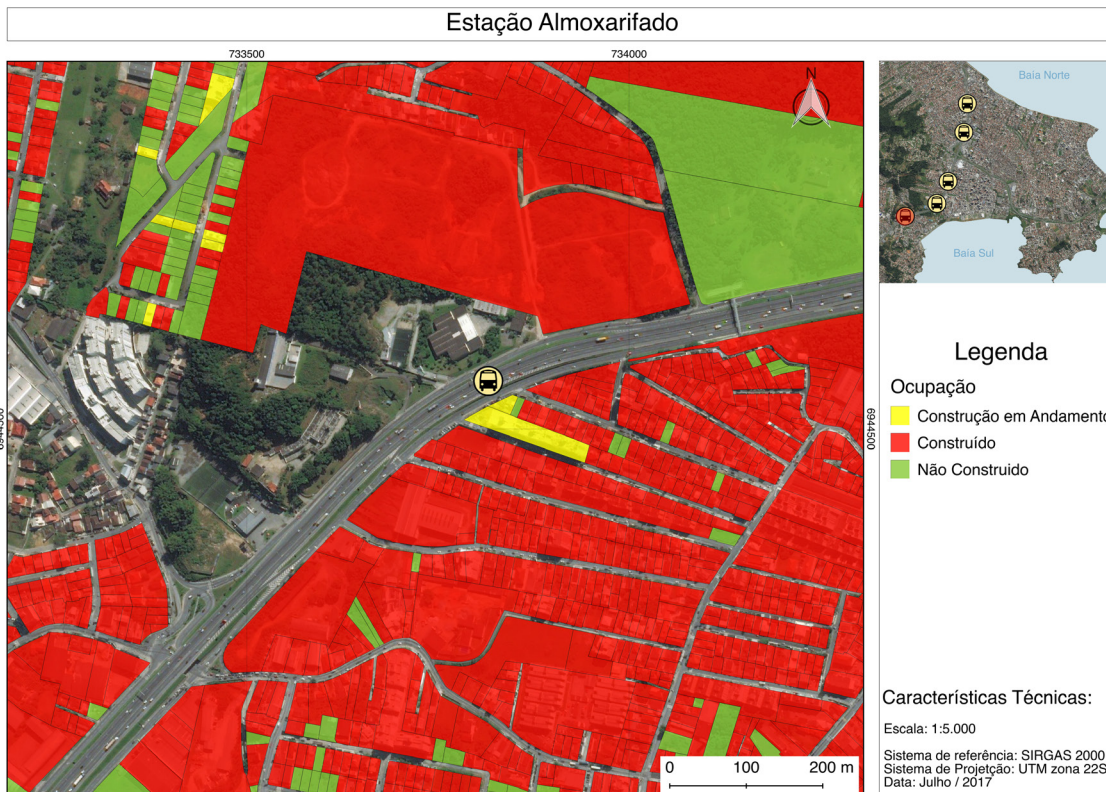 Estação Almoxarifado
733500
734000
N
Baía Norte
Baía Sul
6944500
Legenda
Ocupação
Construção em Andamento
Construído
Não Construido
0 100 200 m
Características Técnicas:
Escala: 1:5.000
Sistema de referência: SIRGAS 2000
Sistema de Projetção: UTM zona 22S
Data: Julho / 2017